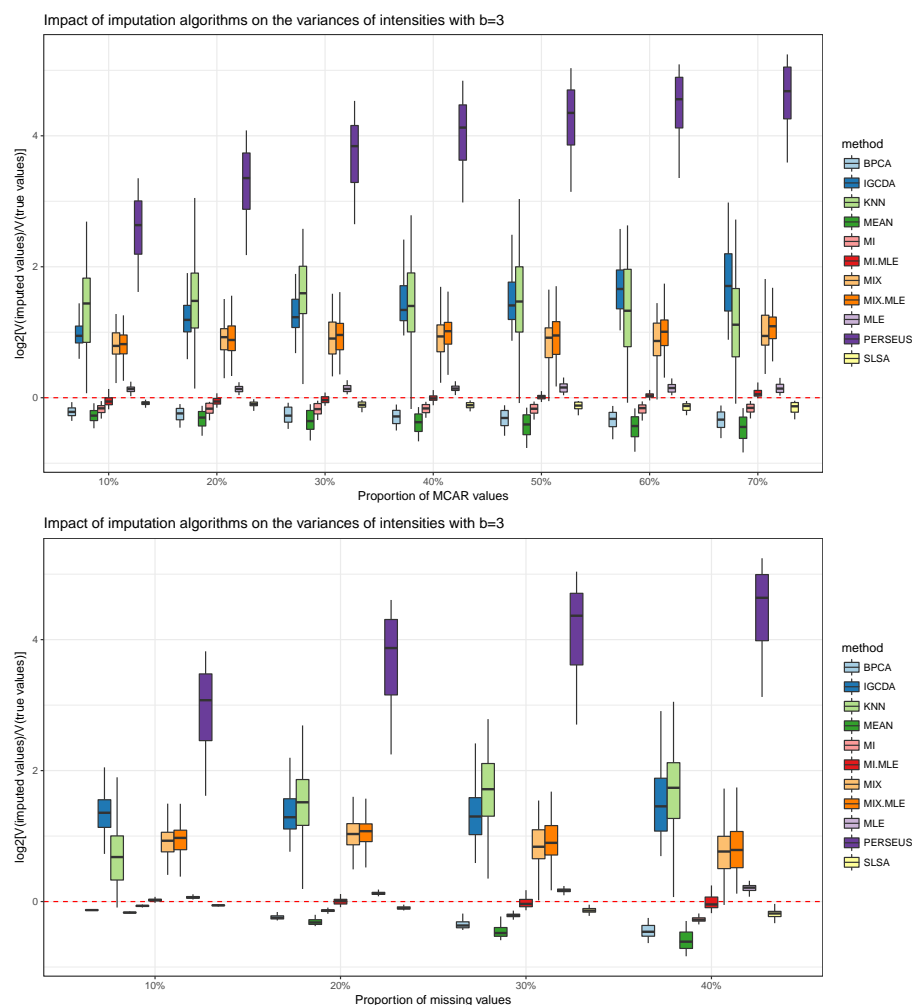 Impact of imputation algorithms on the variances of intensities with b=3
log2[V(imputed values)/V(true values)]
4
2
0
10%
20%
30%
40%
50%
60%
70%
Proportion of MCAR values
method
BPCA
IGCDA
KNN
MEAN
MI
MI.MLE
MIX
MIX.MLE
MLE
PERSEUS
SLSA
Impact of imputation algorithms on the variances of intensities with b=3
log2[V(imputed values)/V(true values)]
4
2
0
10%
20%
30%
40%
Proportion of missing values
method
BPCA
IGCDA
KNN
MEAN
MI
MI.MLE
MIX
MIX.MLE
MLE
PERSEUS
SLSA